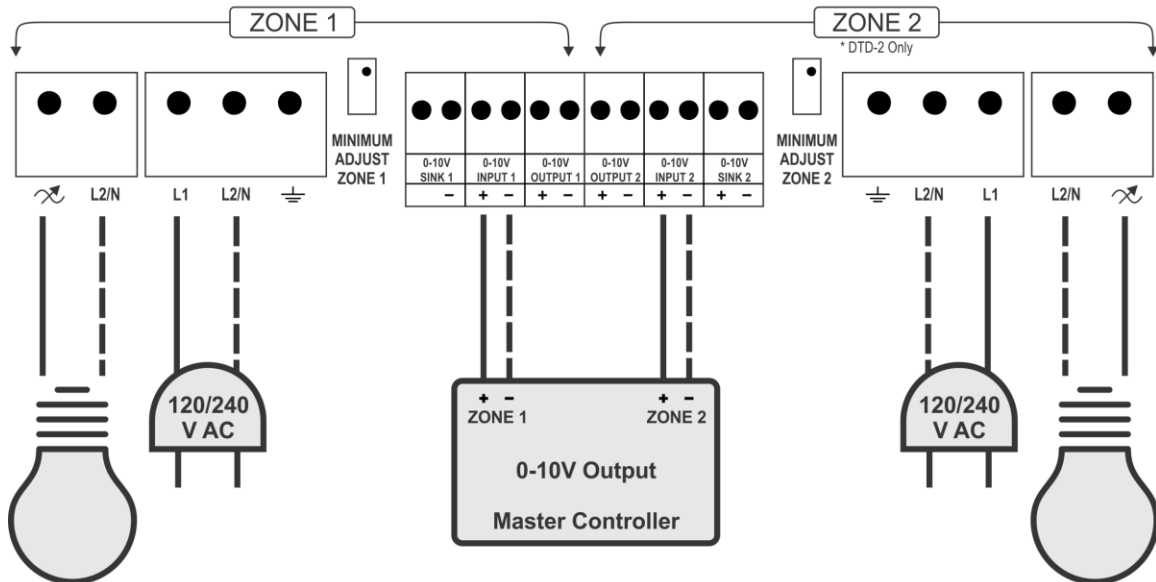 ZONE 1
ZONE 2
* DTD-2 Only
MINIMUM
ADJUST
ZONE 1
MINIMUM
ADJUST
ZONE 2
0-10V
SINK 1
0-10V
INPUT 1
0-10V
OUTPUT 1
0-10V
OUTPUT 2
0-10V
INPUT 2
0-10V
SINK 2
− + − + − + − + − + −
L2/N
L1
L2/N
L2/N
L1
L2/N
120/240
V AC
+ −
ZONE 1
+ −
ZONE 2
0-10V Output
Master Controller
120/240
V AC